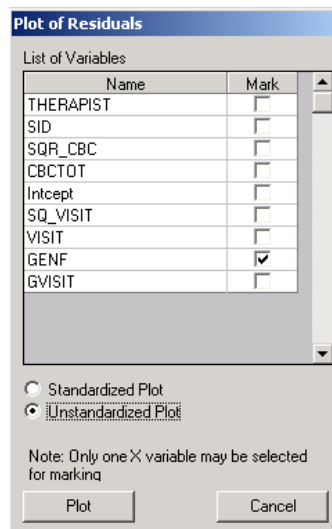 Plot of Residuals
List of Variables
Name Mark
THERAPIST
SID
SQR_CBC
CBCTOT
Intcept
SQ_VISIT
VISIT
GENF
GVISIT
Standardized Plot
Unstandardized Plot
Note: Only one X variable may be selected
for marking
Plot Cancel